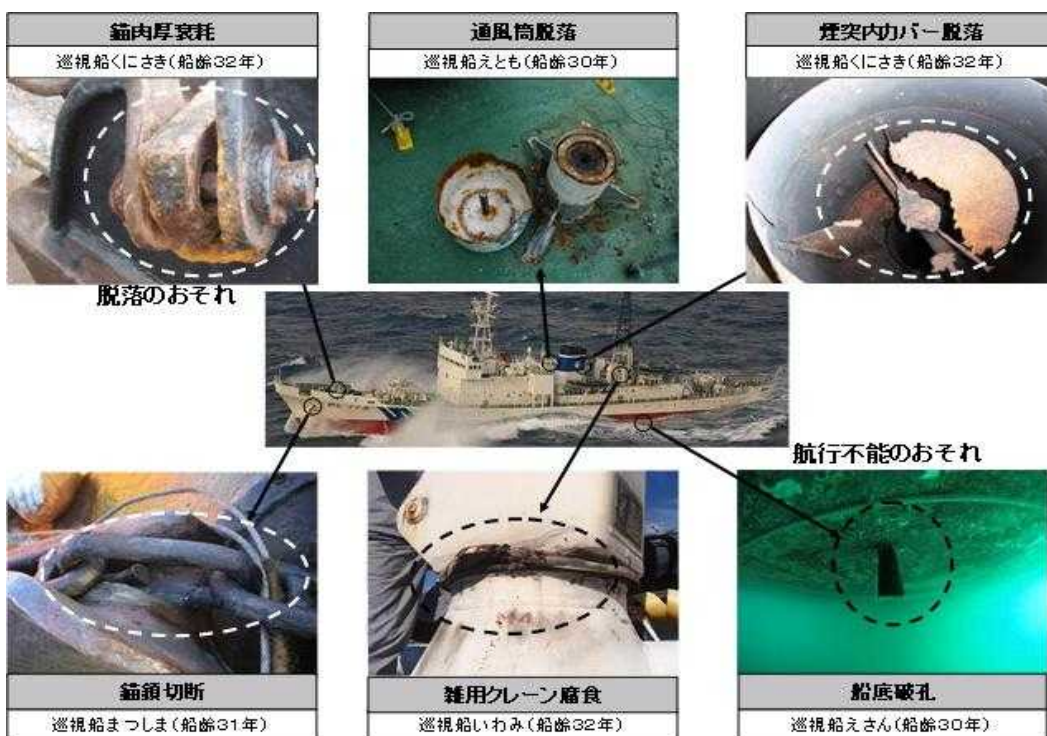 錨肉厚衰耗
巡視船くにさき(船齢32年)
通風筒脱落
巡視船えとも(船齢30年)
煙突内カバー脱落
巡視船くにさき(船齢32年)
脱落のおそれ
航行不能のおそれ
錨鎖切断
巡視船まつしま(船齢31年)
雑用クレーン腐食
巡視船いわみ(船齢32年)
船底破孔
巡視船えさん(船齢30年)